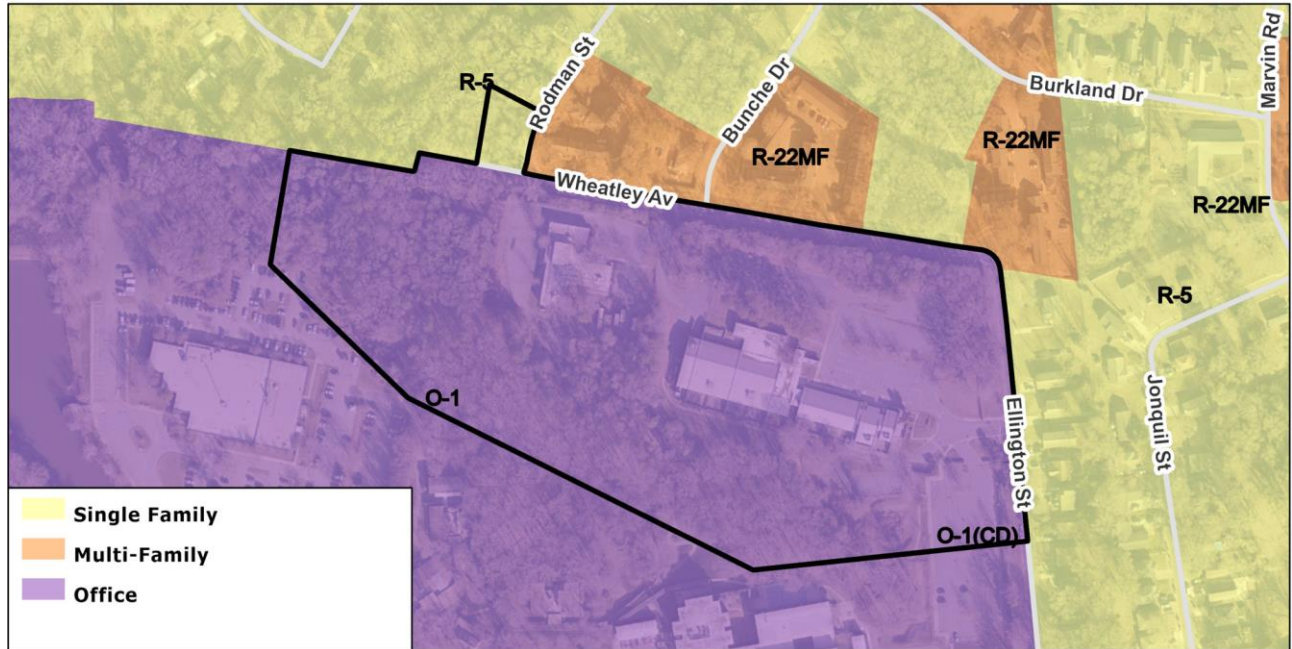 Marvin Rd
Rodman St
R-5
Bunche Dr
Burkland Dr
R-22MF
R-22MF
Wheatley Av
R-22MF
R-5
O-1
Ellington St
Jonquil St
O-1(CD)
Single Family
Multi-Family
Office